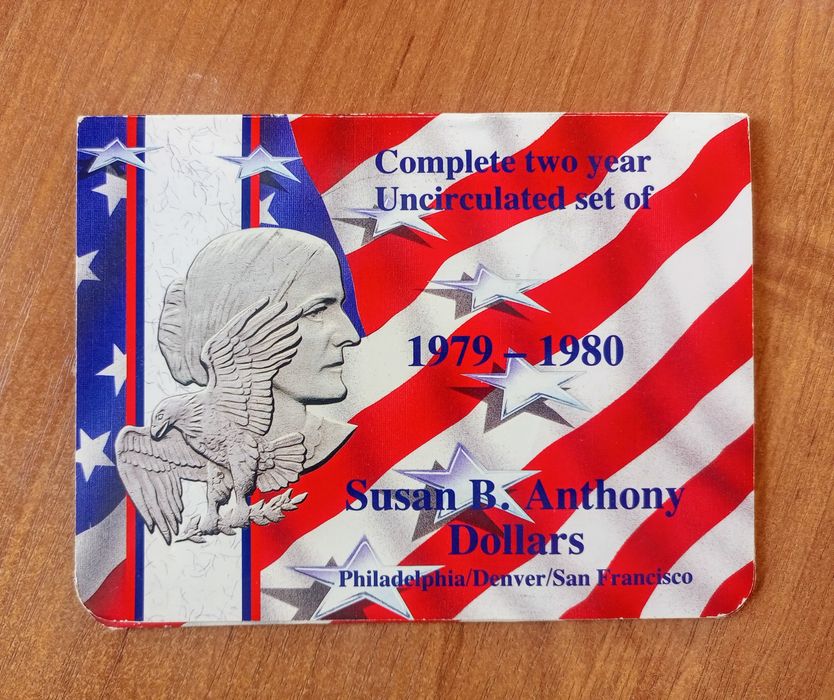 Complete two year
Uncirculated set of
1979 – 1980
Susan B. Anthony
Dollars
Philadelphia/Denver/San Francisco